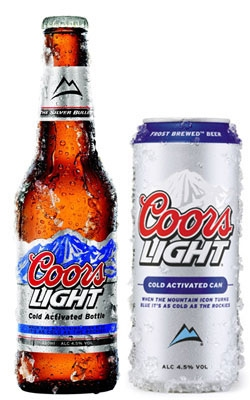 THE SILVER BULLET
Coors
LIGHT
Cold Activated Bottle
ALC 4.5% VOL
FROST BREWED™ BEER
Coors
LIGHT
COLD ACTIVATED CAN
WHEN THE MOUNTAIN ICON TURNS
BLUE IT'S AS COLD AS THE ROCKIES
ALC 4.5% VOL